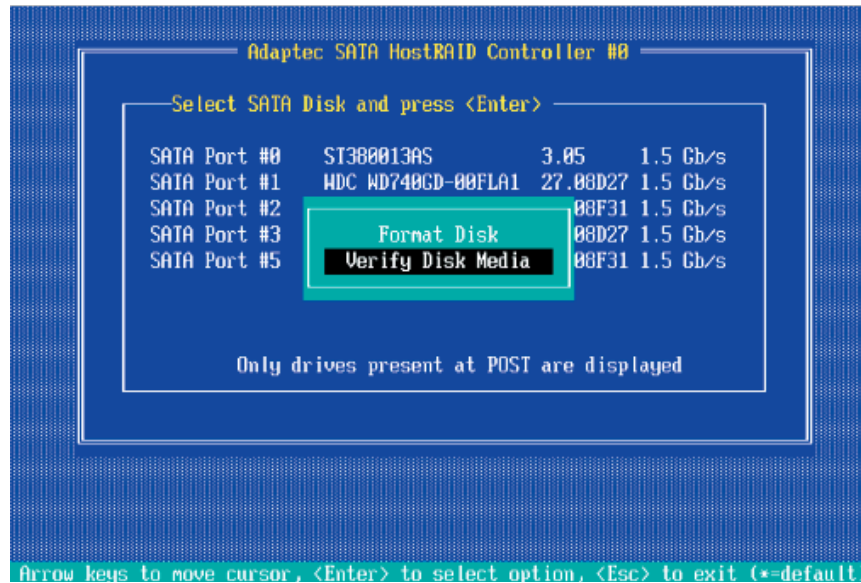 Adaptec SATA HostRAID Controller #0
Select SATA Disk and press <Enter>
SATA Port #0 ST380013AS 3.05 1.5 Gb/s
SATA Port #1 WDC WD740GD-00FLA1 27.08D27 1.5 Gb/s
SATA Port #2 08F31 1.5 Gb/s
SATA Port #3 Format Disk 08D27 1.5 Gb/s
SATA Port #5 Verify Disk Media 08F31 1.5 Gb/s
Only drives present at POST are displayed
Arrow keys to move cursor, <Enter> to select option, <Esc> to exit (*=default